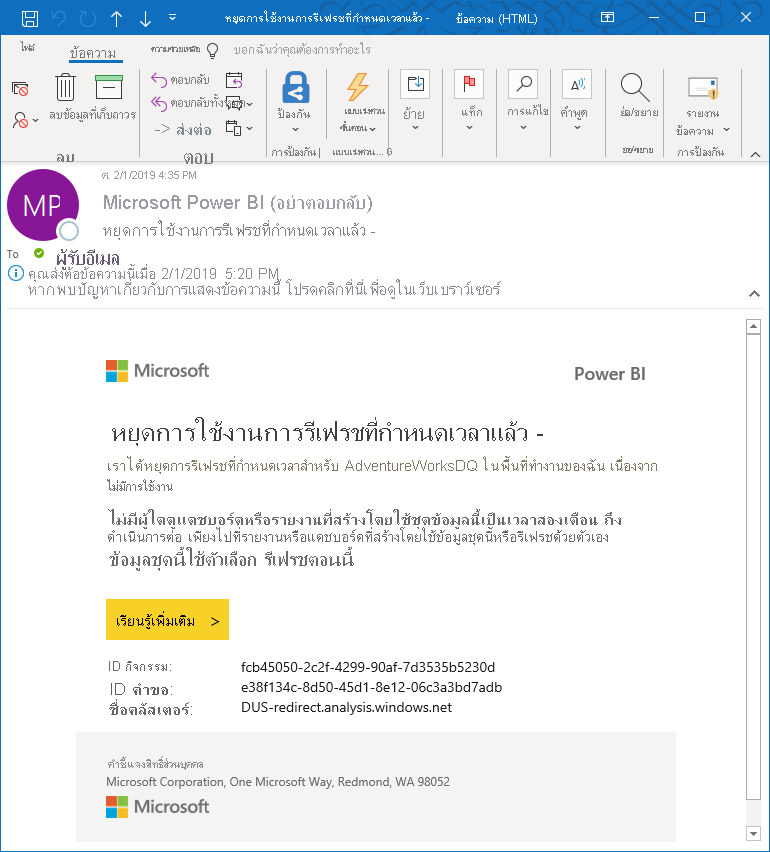 หยุดการใช้งานการรีเฟรชที่กำหนดเวลาแล้ว - ข้อความ (HTML)
ไฟล์ ข้อความ ความช่วยเหลือ บอกฉันว่าคุณต้องการทำอะไร
ตอบกลับ
ตอบกลับทั้งหมด
ลบข้อมูลที่เก็บถาวร
ส่งต่อ
ป้องกัน
แบบเร่งด่วน
ขั้นตอน
ย้าย
แท็ก
การแก้ไข
คำพูด
ย่อ/ขยาย
รายงาน
ข้อความ
ลบ ตอบ การป้องกัน แบบเร่งด่วน... G ย่อ/ขยาย การป้องกัน
ศ. 2/1/2019 4:35 PM
MP
Microsoft Power BI (อย่าตอบกลับ)
หยุดการใช้งานการรีเฟรชที่กำหนดเวลาแล้ว -
To ผู้รับอีเมล
คุณส่งต่อข้อความนี้เมื่อ 2/1/2019 5:20 PM
หากพบปัญหาเกี่ยวกับการแสดงข้อความนี้ โปรดคลิกที่นี่เพื่อดูในเว็บเบราว์เซอร์
Microsoft Power BI
หยุดการใช้งานการรีเฟรชที่กำหนดเวลาแล้ว -
เราได้หยุดการรีเฟรชที่กำหนดเวลาสำหรับ AdventureWorksDQ ในพื้นที่ทำงานของฉัน เนื่องจาก
ไม่มีการใช้งาน
ไม่มีผู้ใดดูแดชบอร์ดหรือรายงานที่สร้างโดยใช้ชุดข้อมูลนี้เป็นเวลาสองเดือน ถึง
ดำเนินการต่อ เพียงไปที่รายงานหรือแดชบอร์ดที่สร้างโดยใช้ข้อมูลชุดนี้หรือรีเฟรชด้วยตัวเอง
ข้อมูลชุดนี้ใช้ตัวเลือก รีเฟรชตอนนี้
เรียนรู้เพิ่มเติม >
ID กิจกรรม: fcb45050-2c2f-4299-90af-7d3535b5230d
ID คำขอ: e38f134c-8d50-45d1-8e12-06c3a3bd7adb
ชื่อคลัสเตอร์: DUS-redirect.analysis.windows.net
คำชี้แจงสิทธิ์ส่วนบุคคล
Microsoft Corporation, One Microsoft Way, Redmond, WA 98052
Microsoft